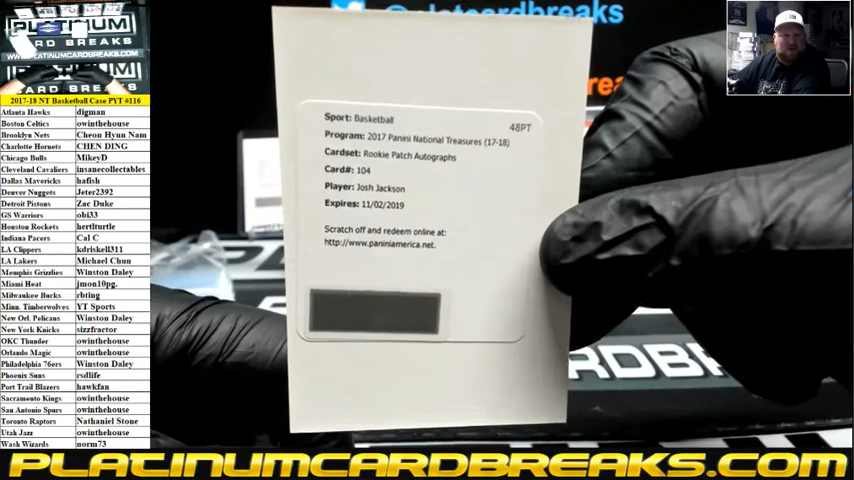 PLATINUM
CARD BREAKS
WWW.PLATINUMCARDBREAKS.COM
2017-18 NT Basketball Case PYT #116
Atlanta Hawks digman
Boston Celtics owinthehouse
Brooklyn Nets Cheon Hyun Nam
Charlotte Hornets CHEN DING
Chicago Bulls MikeyD
Cleveland Cavaliers insanecollectables
Dallas Mavericks hafish
Denver Nuggets Jeter2392
Detroit Pistons Zac Duke
GS Warriors obi33
Houston Rockets hertlturtle
Indiana Pacers Cal C
LA Clippers kdriskell311
LA Lakers Michael Chun
Memphis Grizzlies Winston Daley
Miami Heat jmon10pg.
Milwaukee Bucks rbting
Minn. Timberwolves YT Sports
New Orl. Pelicans Winston Daley
New York Knicks sizzfractor
OKC Thunder owinthehouse
Orlando Magic owinthehouse
Philadelphia 76ers Winston Daley
Phoenix Suns rsdlife
Port Trail Blazers hawkfan
Sacramento Kings owinthehouse
San Antonio Spurs owinthehouse
Toronto Raptors Nathaniel Stone
Utah Jazz owinthehouse
Wash Wizards norm73
Sport: Basketball
48PT
Program: 2017 Panini National Treasures (17-18)
Cardset: Rookie Patch Autographs
Card#: 104
Player: Josh Jackson
Expires: 11/02/2019
Scratch off and redeem online at:
http://www.paniniamerica.net.
PLATINUMCARDBREAKS.COM